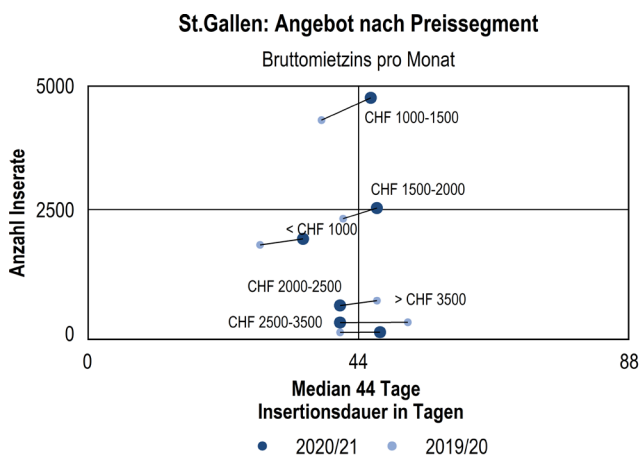 St.Gallen: Angebot nach Preissegment
Bruttomietzins pro Monat
5000
CHF 1000-1500
Anzahl Inserate
CHF 1500-2000
2500
< CHF 1000
CHF 2000-2500
> CHF 3500
CHF 2500-3500
0
0
44
88
Median 44 Tage
Insertionsdauer in Tagen
2020/21
2019/20